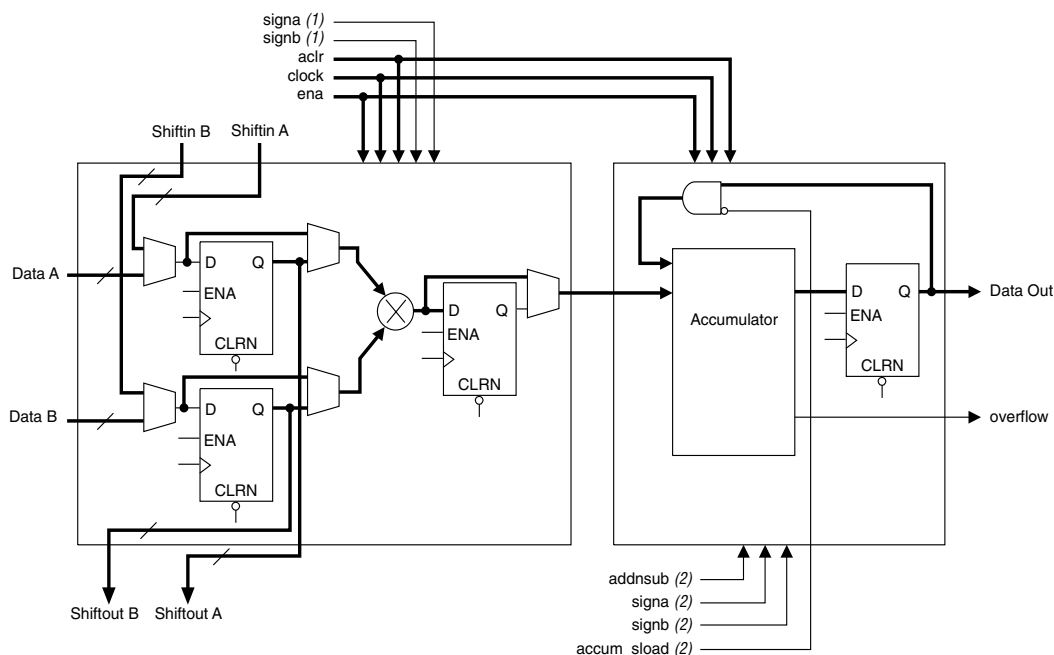 signa (1)
signb (1)
aclr
clock
ena
Shiftin B
Shiftin A
Data A
D Q
ENA
CLRN
Data B
D Q
ENA
CLRN
D Q
ENA
CLRN
Accumulator
D Q
ENA
CLRN
Data Out
overflow
Shiftout B
Shiftout A
addnsub (2)
signa (2)
signb (2)
accum_sload (2)